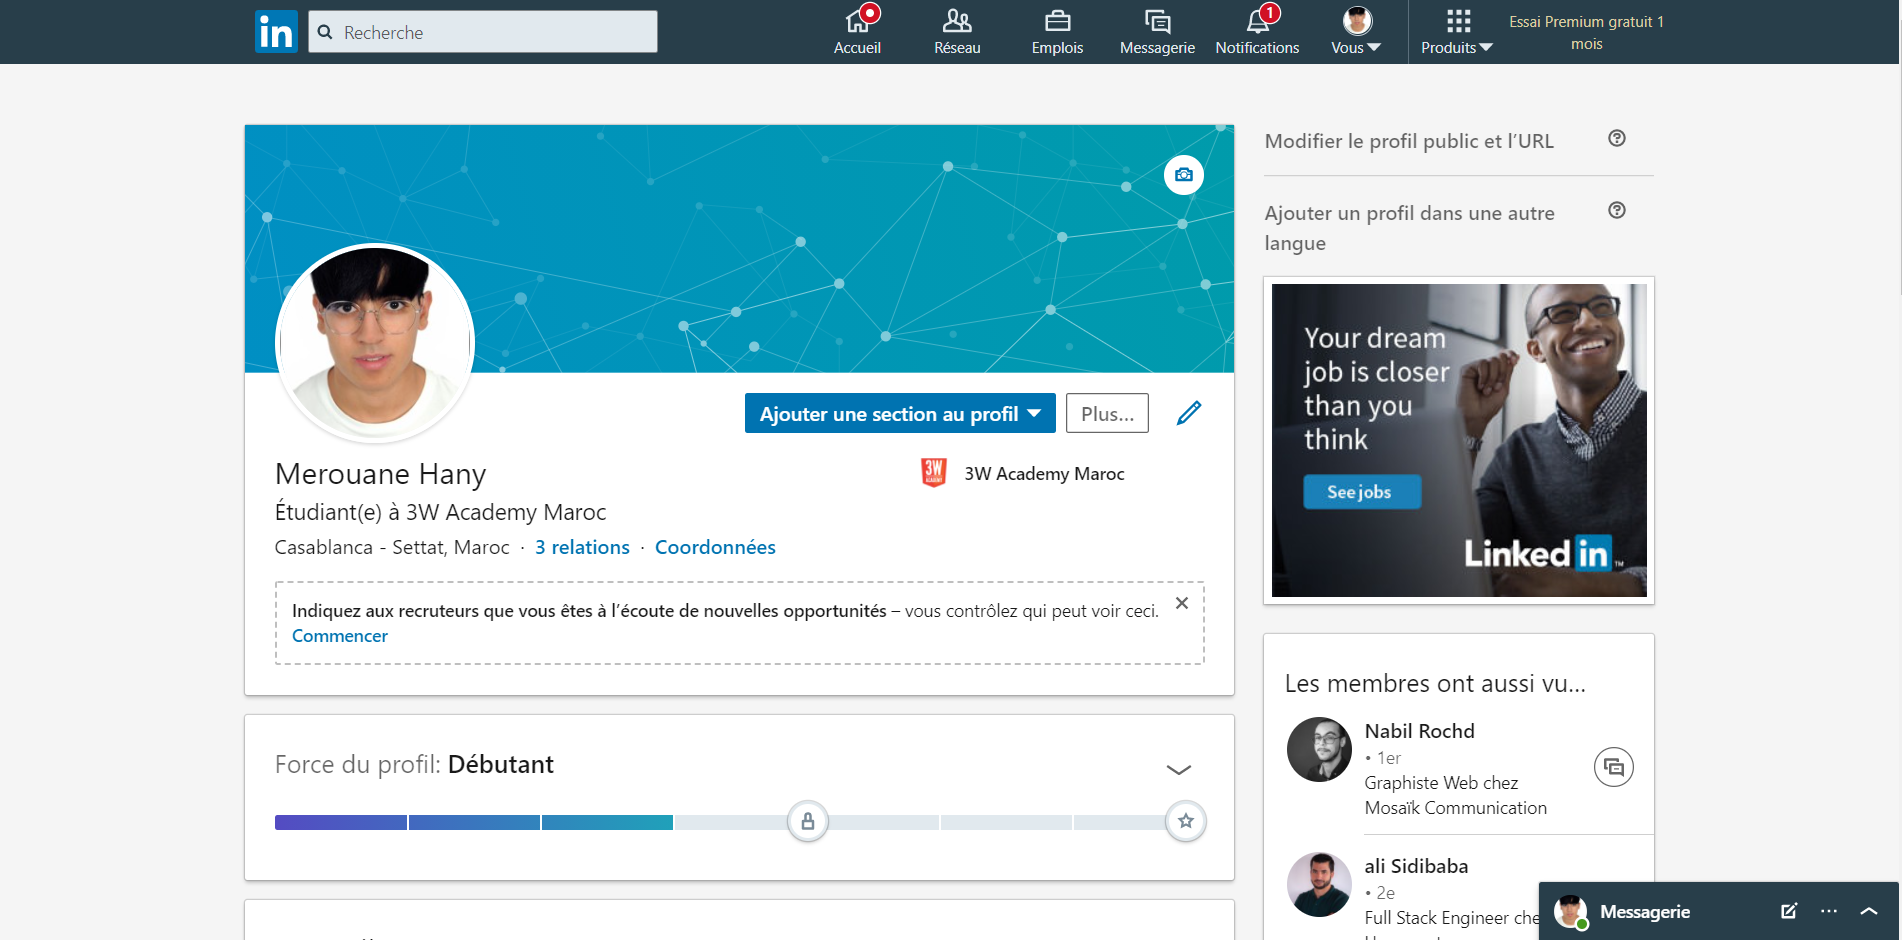 in
Recherche
Accueil
Réseau
Emplois
Messagerie
1
Notifications
Vous
Produits
Essai Premium gratuit 1
mois
Modifier le profil public et l’URL
Ajouter un profil dans une autre
langue
Ajouter une section au profil
Plus...
Merouane Hany
3W
ACADEMY
3W Academy Maroc
Étudiant(e) à 3W Academy Maroc
Casablanca - Settat, Maroc · 3 relations · Coordonnées
Indiquez aux recruteurs que vous êtes à l’écoute de nouvelles opportunités – vous contrôlez qui peut voir ceci.
Commencer
Your dream
job is closer
than you
think
See jobs
Linked in ™
Force du profil: Débutant
Les membres ont aussi vu...
Nabil Rochd
• 1er
Graphiste Web chez
Mosaïk Communication
ali Sidibaba
• 2e
Full Stack Engineer che
Messagerie